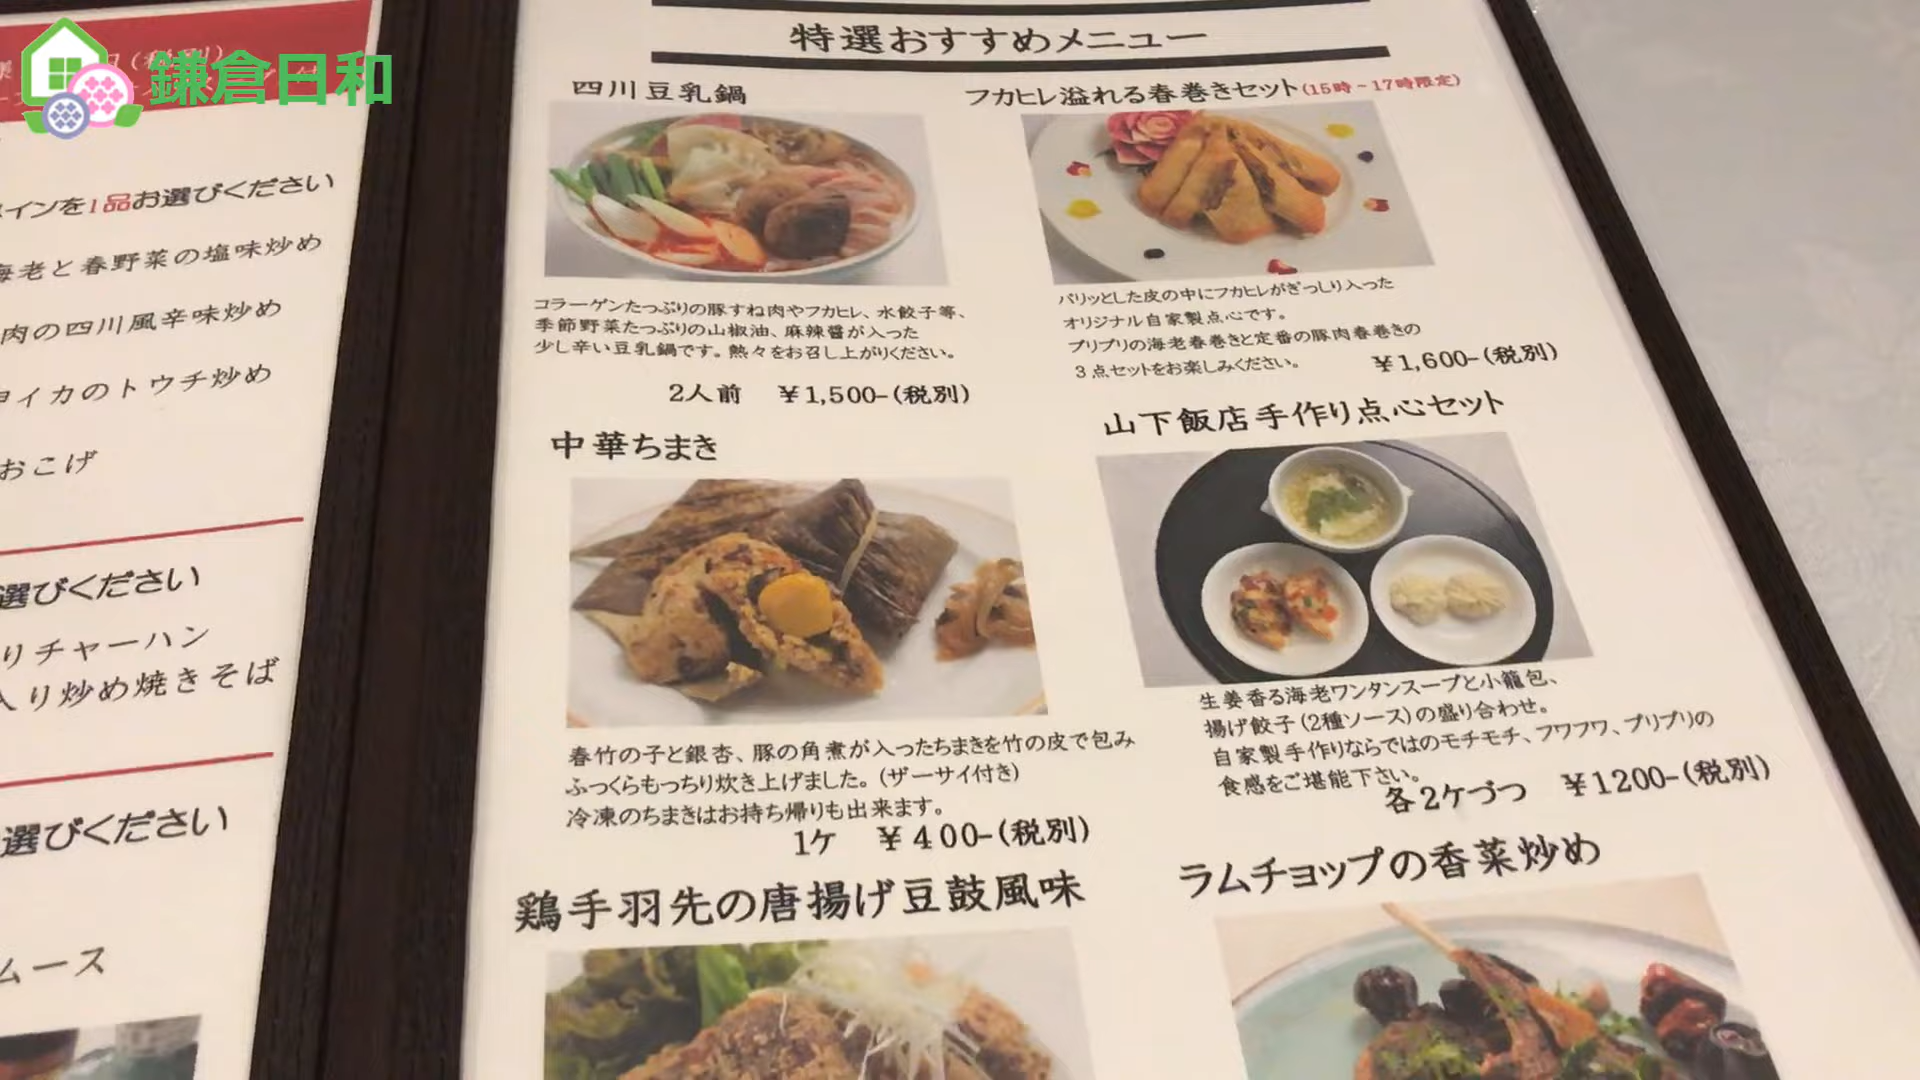 鎌倉日和
インを1品お選びください
海老と春野菜の塩味炒め
肉の四川風辛味炒め
イカのトウチ炒め
おこげ
選びください
りチャーハン
入り炒め焼きそば
選びください
ムース
特選おすすめメニュー
四川豆乳鍋
コラーゲンたっぷりの豚すね肉やフカヒレ、水餃子等、
季節野菜たっぷりの山椒油、麻辣醤が入った
少し辛い豆乳鍋です。熱々をお召し上がりください。
2人前 ¥1,500-(税別)
フカヒレ溢れる春巻きセット(15時-17時限定)
パリッとした皮の中にフカヒレがぎっしり入った
オリジナル自家製点心です。
プリプリの海老春巻きと定番の豚肉春巻きの
3点セットをお楽しみください。
¥1,600-(税別)
中華ちまき
春竹の子と銀杏、豚の角煮が入ったちまきを竹の皮で包み
ふっくらもっちり炊き上げました。(ザーサイ付き)
冷凍のちまきはお持ち帰りも出来ます。
1ケ ¥400-(税別)
山下飯店手作り点心セット
生姜香る海老ワンタンスープと小籠包、
揚げ餃子(2種ソース)の盛り合わせ。
自家製手作りならではのモチモチ、フワフワ、プリプリの
食感をご堪能下さい。
各2ケづつ ¥1200-(税別)
鶏手羽先の唐揚げ豆鼓風味
ラムチョップの香菜炒め